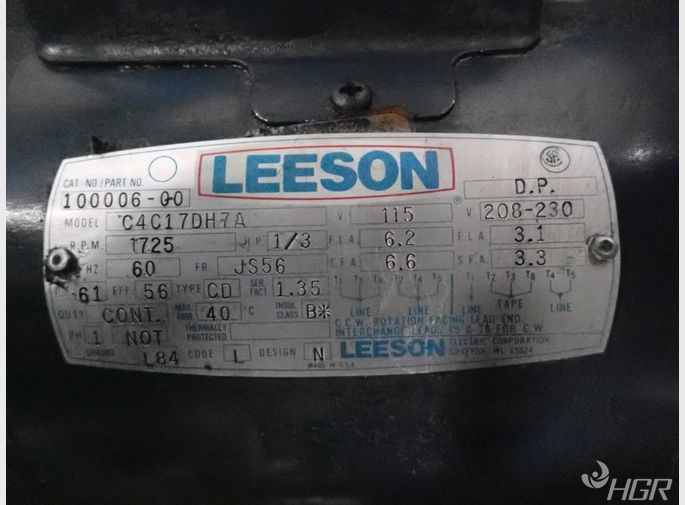 LEESON
CAT. NO./PART NO.
100006-00
D.P.
MODEL C4C17DH7A V 115 V 208-230
R.P.M. 1725 H.P. 1/3 F.L.A. 6.2 F.L.A. 3.1
HZ 60 FR. JS56 S.F.A. 6.6 S.F.A. 3.3
61 EFF 56 TYPE CD SER. FACT 1.35
DUTY CONT. MAX. AMB. 40 °C INSUL CLASS B*
LINE LINE LINE TAPE LINE
C.C.W. ROTATION FACING LEAD END.
INTERCHANGE LEADS T5 & T8 FOR C.W.
PH 1 THERMALLY PROTECTED NOT
L84 CODE L DESIGN N
MADE IN U.S.A.
LEESON ELECTRIC CORPORATION
GRAFTON, WI. 53024
HGR